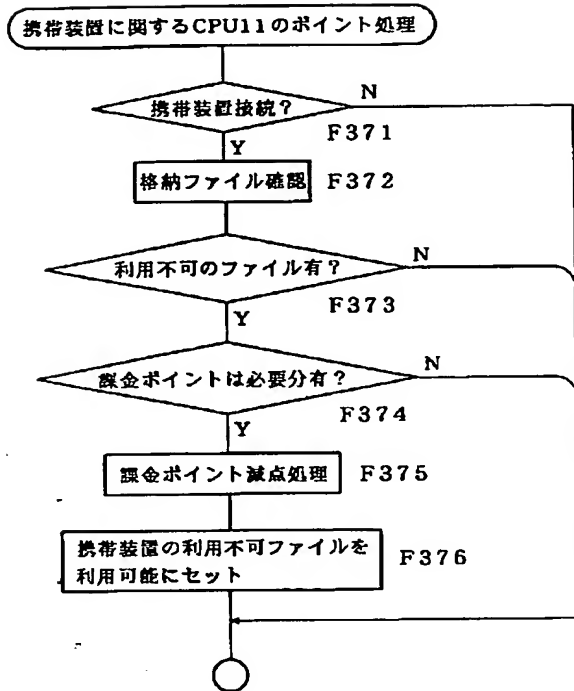 携帯装置に関するCPU11のポイント処理
携帯装置接続？
N
F371
Y
格納ファイル確認
F372
利用不可のファイル有？
N
F373
Y
課金ポイントは必要分有？
N
F374
Y
課金ポイント減点処理
F375
携帯装置の利用不可ファイルを
利用可能にセット
F376